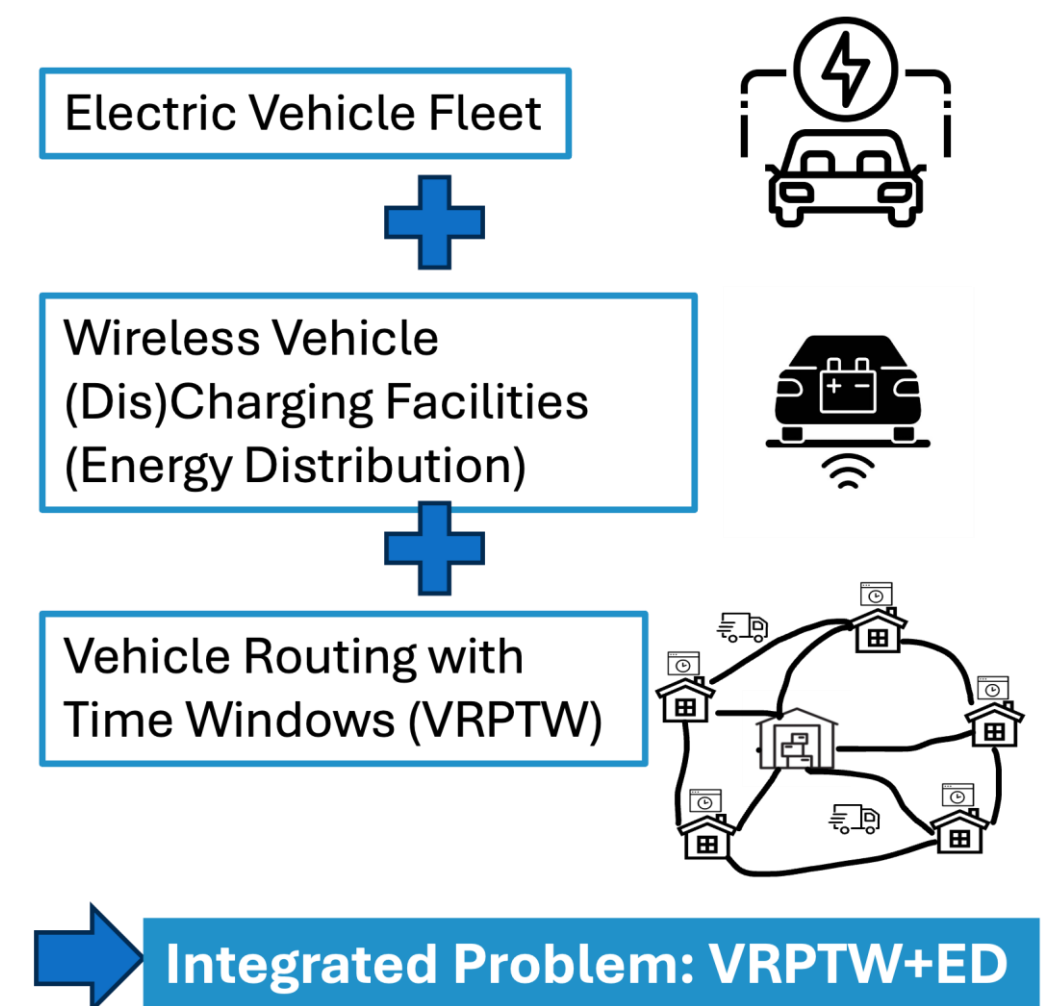 Electric Vehicle Fleet
Wireless Vehicle
(Dis)Charging Facilities
(Energy Distribution)
Vehicle Routing with
Time Windows (VRPTW)
Integrated Problem: VRPTW+ED